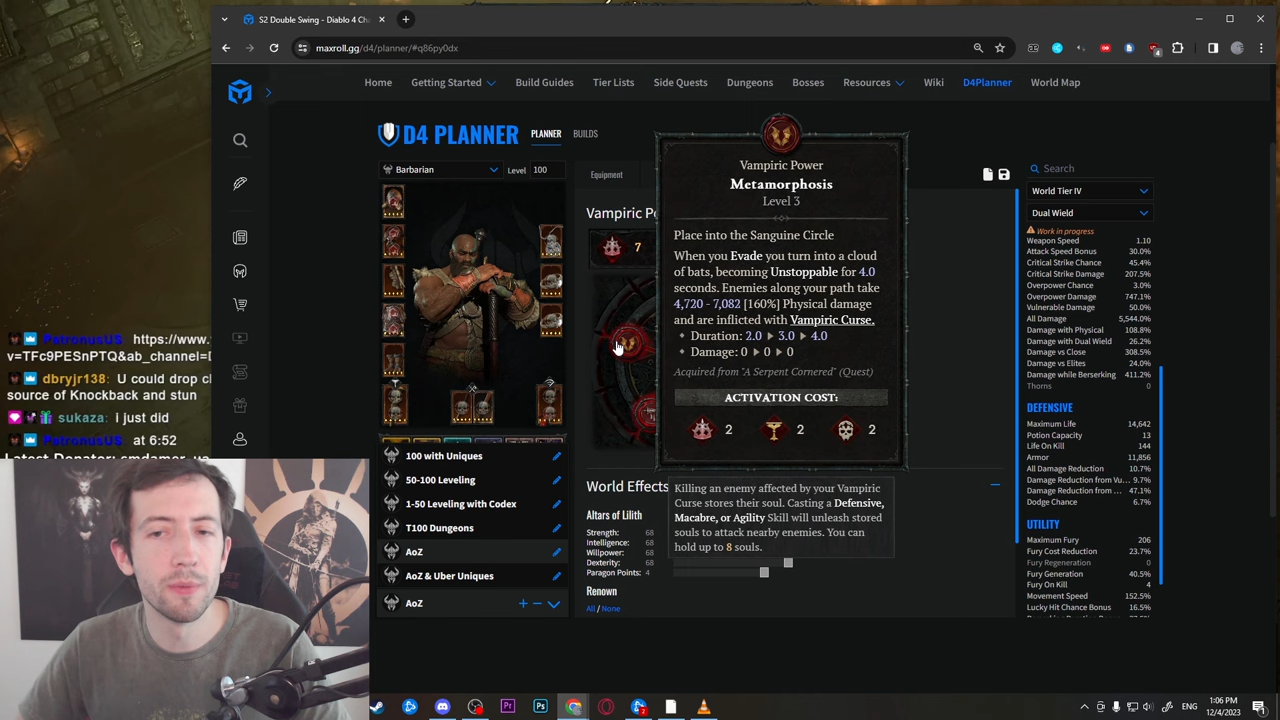 S2 Double Swing - Diablo 4 Cha
maxroll.gg/d4/planner/#q86py0dx
Home Getting Started Build Guides Tier Lists Side Quests Dungeons Bosses Resources Wiki D4Planner World Map
D4 PLANNER PLANNER BUILDS
Barbarian Level 100
Equipment
Vampiric Po
7
Vampiric Power
Metamorphosis
Level 3
Place into the Sanguine Circle
When you Evade you turn into a cloud
of bats, becoming Unstoppable for 4.0
seconds. Enemies along your path take
4,720 - 7,082 [160%] Physical damage
and are inflicted with Vampiric Curse.
Duration: 2.0 ▸ 3.0 ▸ 4.0
Damage: 0 ▸ 0 ▸ 0
Acquired from "A Serpent Cornered" (Quest)
ACTIVATION COST:
2 2 2
Killing an enemy affected by your Vampiric
Curse stores their soul. Casting a Defensive,
Macabre, or Agility Skill will unleash stored
souls to attack nearby enemies. You can
hold up to 8 souls.
World Effects
Altars of Lilith
Strength: 68
Intelligence: 68
Willpower: 68
Dexterity: 68
Paragon Points: 4
Renown
All / None
100 with Uniques
50-100 Leveling
1-50 Leveling with Codex
T100 Dungeons
AoZ
AoZ & Uber Uniques
AoZ
Search
World Tier IV
Dual Wield
Work in progress
Weapon Speed 1.10
Attack Speed Bonus 30.0%
Critical Strike Chance 45.4%
Critical Strike Damage 207.5%
Overpower Chance 3.0%
Overpower Damage 747.1%
Vulnerable Damage 50.0%
All Damage 5,544.0%
Damage with Physical 108.8%
Damage with Dual Wield 26.2%
Damage vs Close 308.5%
Damage vs Elites 24.0%
Damage while Berserking 411.2%
Thorns 0
DEFENSIVE
Maximum Life 14,642
Potion Capacity 13
Life On Kill 144
Armor 11,856
All Damage Reduction 10.7%
Damage Reduction from Vu... 9.7%
Damage Reduction from ... 47.1%
Dodge Chance 6.7%
UTILITY
Maximum Fury 206
Fury Cost Reduction 23.7%
Fury Regeneration 0
Fury Generation 40.5%
Fury On Kill 4
Movement Speed 152.5%
Lucky Hit Chance Bonus 16.5%
PatronusUS https://www.
v=TFc9PESnPTQ&ab_channel=
dbryjr138: U could drop cl
source of Knockback and stun
sukaza: i just did
PatronusUS at 6:52
ENG
1:06 PM
12/4/2023